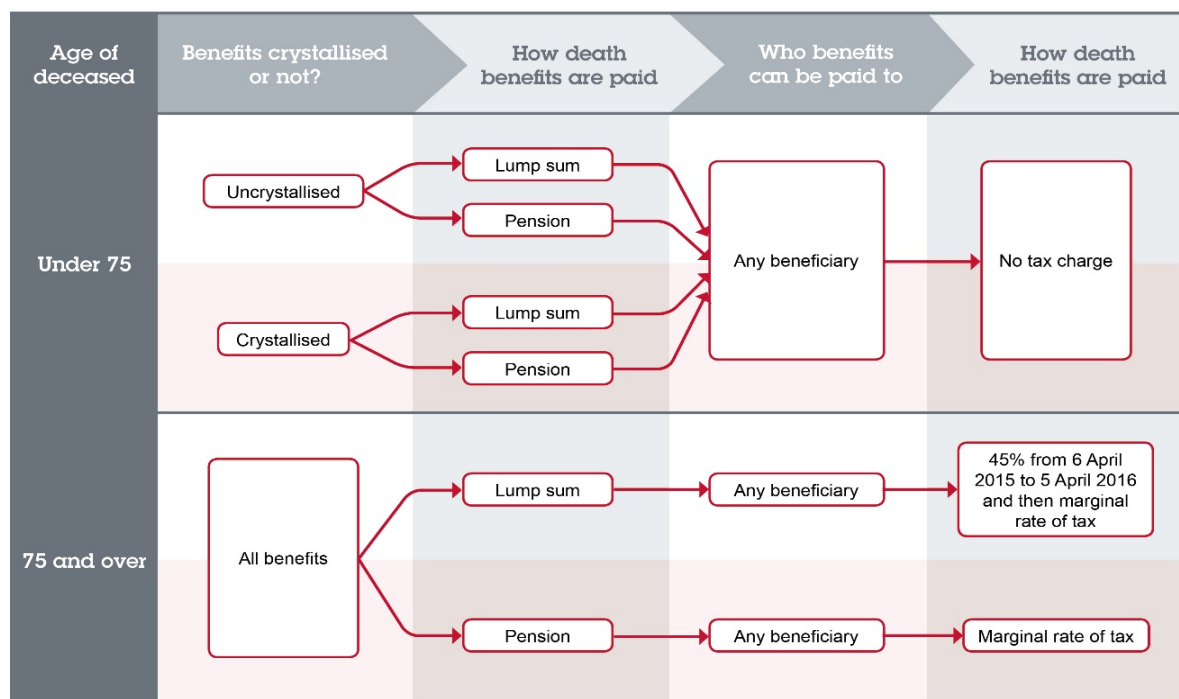 Age of
deceased
Benefits crystallised
or not?
How death
benefits are paid
Who benefits
can be paid to
How death
benefits are paid
Under 75
Uncrystallised
Lump sum
Pension
Crystallised
Lump sum
Pension
Any beneficiary
No tax charge
75 and over
All benefits
Lump sum
Any beneficiary
45% from 6 April
2015 to 5 April 2016
and then marginal
rate of tax
Pension
Any beneficiary
Marginal rate of tax